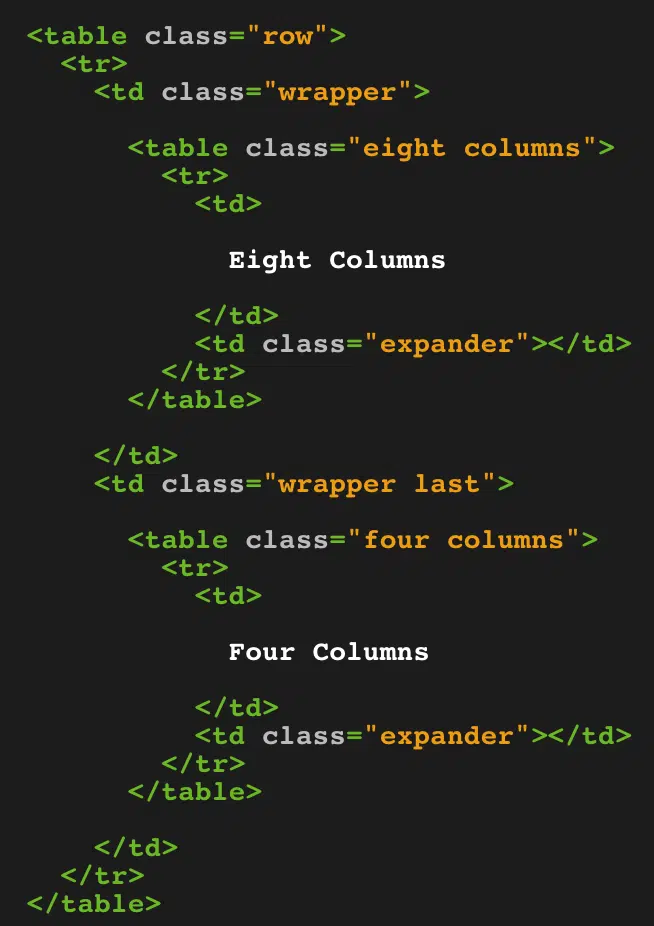 <table class="row">
  <tr>
    <td class="wrapper">

      <table class="eight columns">
        <tr>
          <td>

            Eight Columns

          </td>
          <td class="expander"></td>
        </tr>
      </table>

    </td>
    <td class="wrapper last">

      <table class="four columns">
        <tr>
          <td>

            Four Columns

          </td>
          <td class="expander"></td>
        </tr>
      </table>

    </td>
  </tr>
</table>